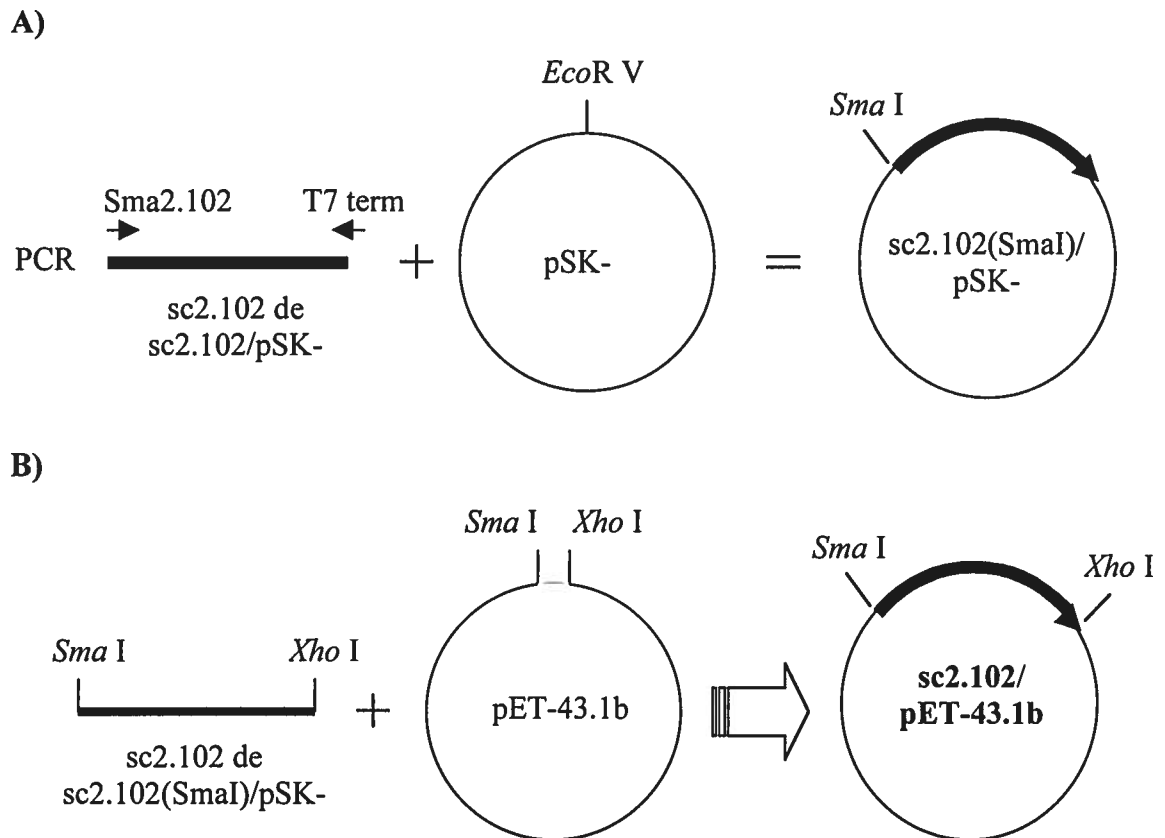 A)
EcoR V
Sma I
Sma2.102
T7 term
PCR
+
pSK-
=
sc2.102(SmaI)/
pSK-
sc2.102 de
sc2.102/pSK-
B)
Sma I
Xho I
Sma I
Xho I
Sma I
Xho I
+
pET-43.1b
sc2.102/
pET-43.1b
sc2.102 de
sc2.102(SmaI)/pSK-